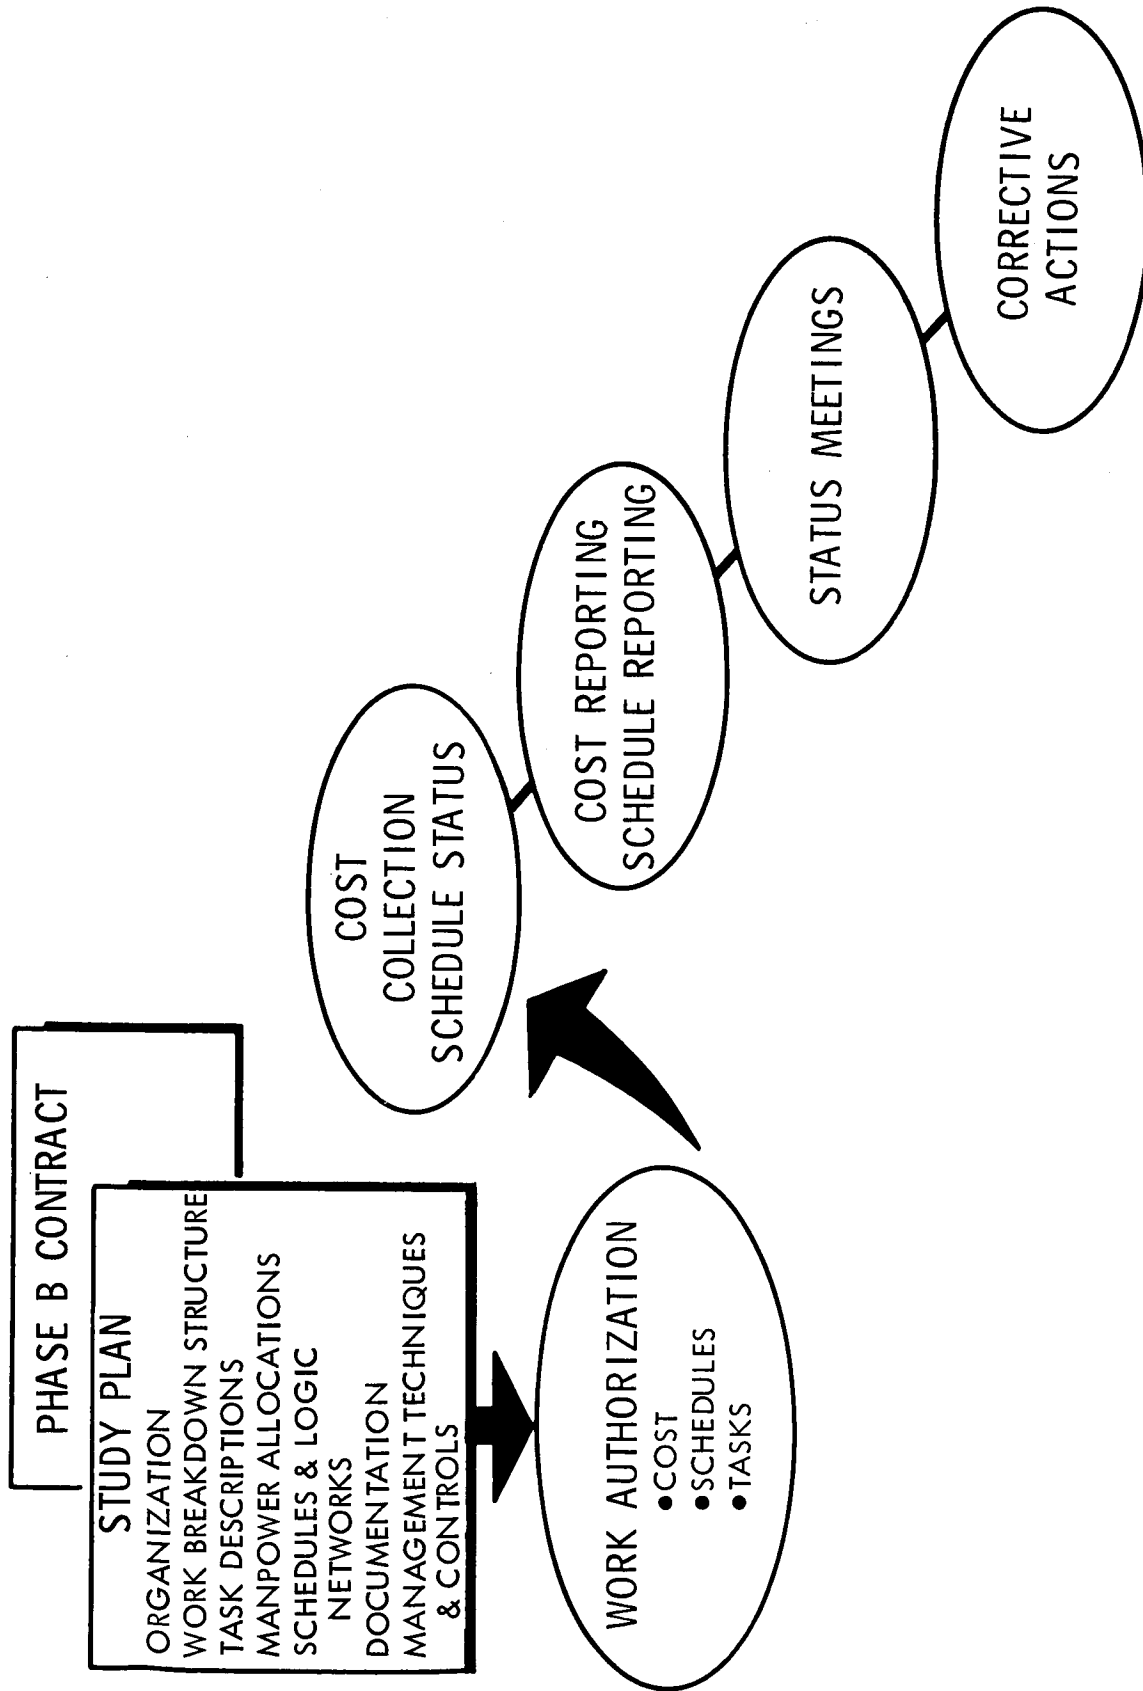 PHASE B CONTRACT
STUDY PLAN
ORGANIZATION
WORK BREAKDOWN STRUCTURE
TASK DESCRIPTIONS
MANPOWER ALLOCATIONS
SCHEDULES & LOGIC
NETWORKS
DOCUMENTATION
MANAGEMENT TECHNIQUES
& CONTROLS
WORK AUTHORIZATION
●COST
●SCHEDULES
●TASKS
COST
COLLECTION
SCHEDULE STATUS
COST REPORTING
SCHEDULE REPORTING
STATUS MEETINGS
CORRECTIVE
ACTIONS